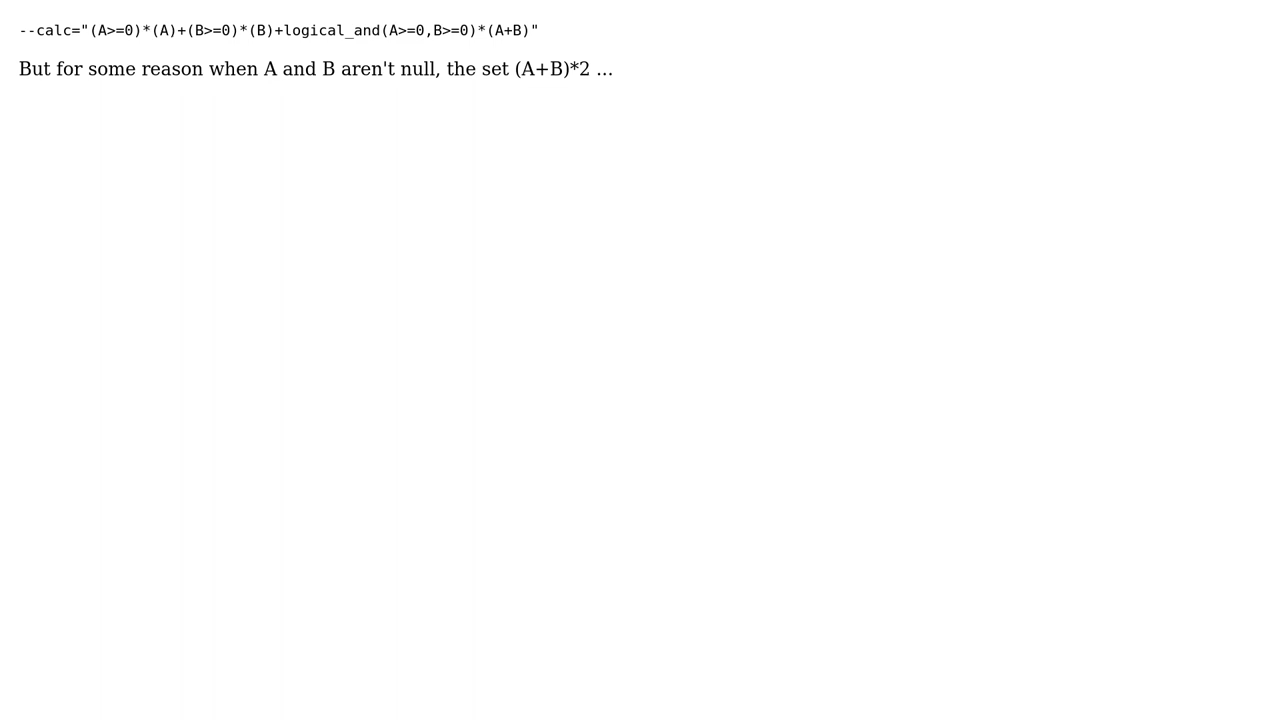 --calc="(A>=0)*(A)+(B>=0)*(B)+logical_and(A>=0,B>=0)*(A+B)"
But for some reason when A and B aren't null, the set (A+B)*2 ...